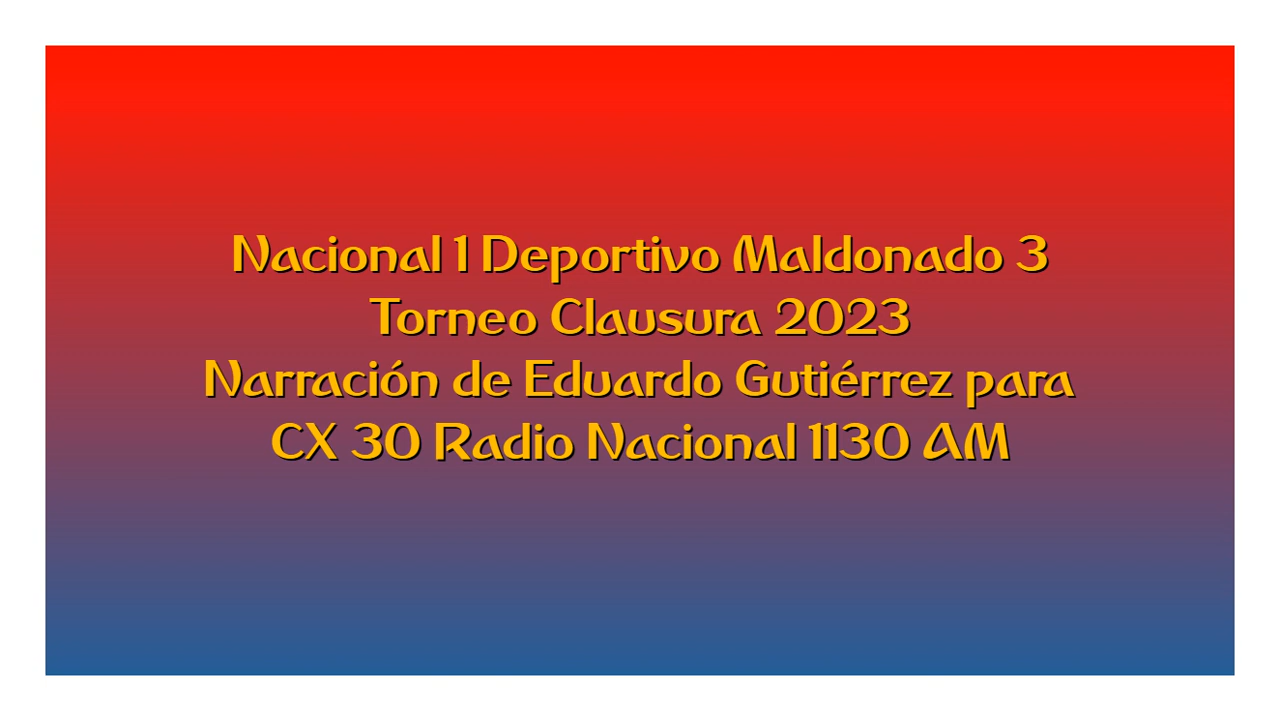 Nacional 1 Deportivo Maldonado 3
Torneo Clausura 2023
Narración de Eduardo Gutiérrez para
CX 30 Radio Nacional 1130 AM